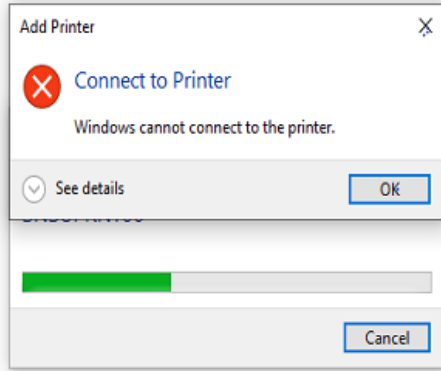 Add Printer
Connect to Printer
Windows cannot connect to the printer.
See details
OK
Cancel